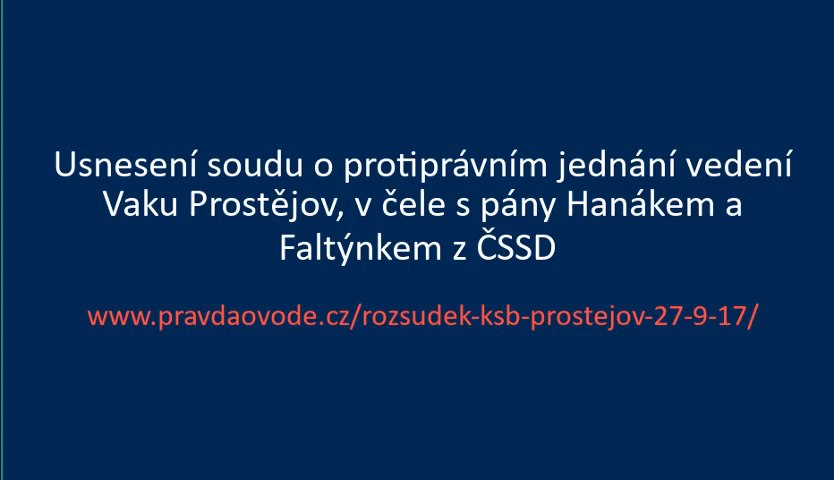 Usnesení soudu o protiprávním jednání vedení
Vaku Prostějov, v čele s pány Hanákem a
Faltýnkem z ČSSD
www.pravdaovode.cz/rozsudek-ksb-prostejov-27-9-17/